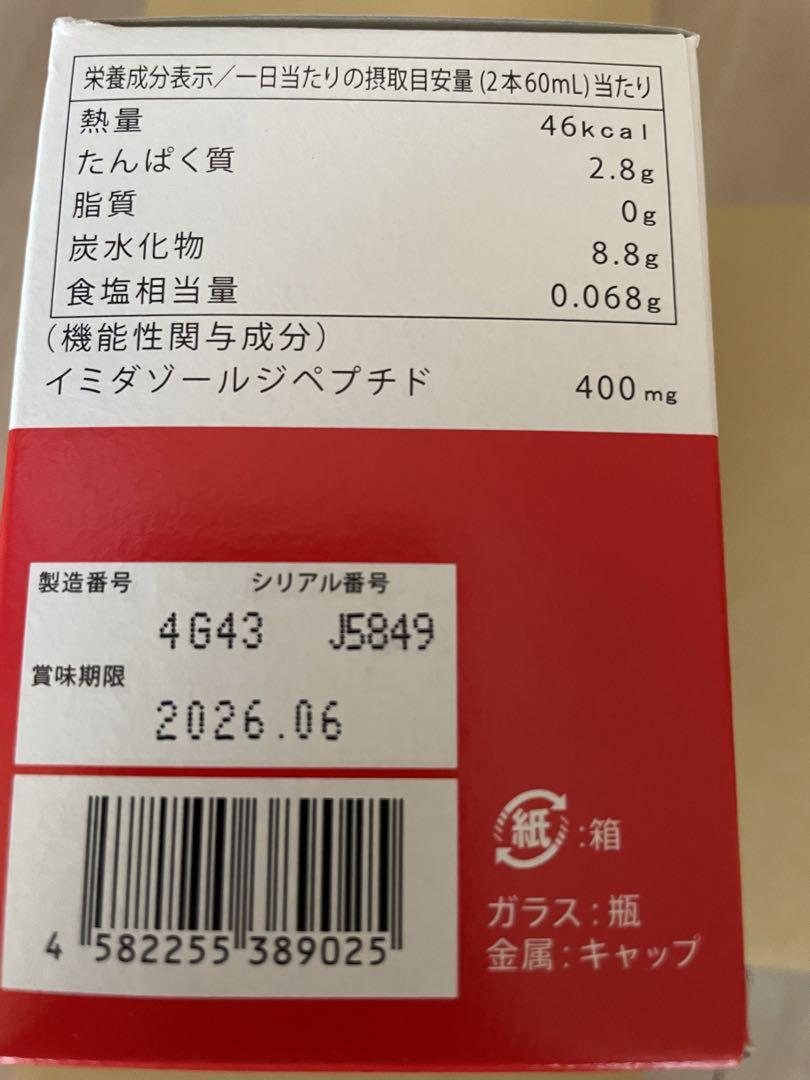 栄養成分表示／一日当たりの摂取目安量(2本60mL)当たり
熱量 46kcal
たんぱく質 2.8g
脂質 0g
炭水化物 8.8g
食塩相当量 0.068g
(機能性関与成分)
イミダゾールジペプチド 400mg
製造番号 シリアル番号
4G43 J5849
賞味期限
2026.06
4 582255 389025
紙:箱
ガラス:瓶
金属:キャップ